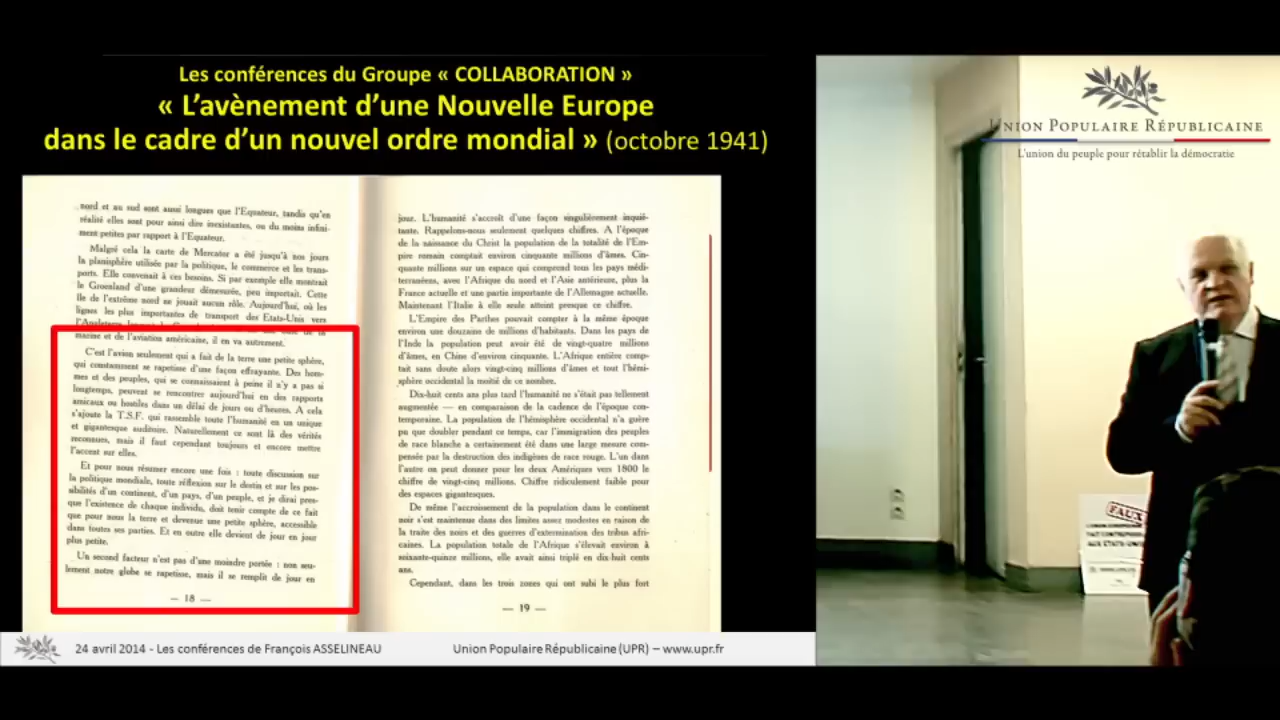 Les conférences du Groupe « COLLABORATION »
« L'avènement d'une Nouvelle Europe
dans le cadre d'un nouvel ordre mondial » (octobre 1941)
nord et au sud sont aussi longues que l'Equateur, tandis qu'en
réalité elles sont pour ainsi dire inexistantes, ou du moins infini-
ment petites par rapport à l'Equateur.
Malgré cela la carte de Mercator a été jusqu'à nos jours
la planisphère utilisée par la politique, le commerce et les trans-
ports. Elle convenait à ces besoins. Si par exemple elle montrait
le Groenland d'une grandeur démesurée, peu importait. Cette
île de l'extrême nord ne jouait aucun rôle. Aujourd'hui, où les
lignes les plus importantes de transport des Etats-Unis vers
l'Angleterre
marine et de l'aviation américaine, il en va autrement.
C'est l'avion seulement qui a fait de la terre une petite sphère,
qui constamment se rapetisse d'une façon effrayante. Des hom-
mes et des peuples, qui se connaissaient à peine il n'y a pas si
longtemps, peuvent se rencontrer aujourd'hui en des rapports
amicaux ou hostiles dans un délai de jours ou d'heures. A cela
s'ajoute la T.S.F. qui rassemble toute l'humanité en un unique
et gigantesque auditoire. Naturellement ce sont là des vérités
reconnues, mais il faut cependant toujours et encore mettre
l'accent sur elles.
Et pour nous résumer encore une fois : toute discussion sur
la politique mondiale, toute réflexion sur le destin et sur les pos-
sibilités d'un continent, d'un pays, d'un peuple, et je dirai pres-
que l'existence de chaque individu, doit tenir compte de ce fait
que pour nous la terre et devenue une petite sphère, accessible
dans toutes ses parties. Et en outre elle devient de jour en jour
plus petite.
Un second facteur n'est pas d'une moindre portée : non seu-
lement notre globe se rapetisse, mais il se remplit de jour en
— 18 —
jour. L'humanité s'accroît d'une façon singulièrement inquié-
tante. Rappelons-nous seulement quelques chiffres. A l'époque
de la naissance du Christ la population de la totalité de l'Em-
pire romain comptait environ cinquante millions d'âmes. Cin-
quante millions sur un espace qui comprend tous les pays médi-
terranéens, avec l'Afrique du nord et l'Asie antérieure, plus la
France actuelle et une partie importante de l'Allemagne actuelle.
Maintenant l'Italie à elle seule atteint presque ce chiffre.
L'Empire des Parthes pouvait compter à la même époque
environ une douzaine de millions d'habitants. Dans les pays de
l'Inde la population peut avoir été de vingt-quatre millions
d'âmes, en Chine d'environ cinquante. L'Afrique entière comp-
tait sans doute alors vingt-cinq millions d'âmes et tout l'hémi-
sphère occidental la moitié de ce nombre.
Dix-huit cents ans plus tard l'humanité ne s'était pas tellement
augmentée — en comparaison de la cadence de l'époque con-
temporaine. La population de l'hémisphère occidental n'a guère
pu que doubler pendant ce temps, car l'immigration des peuples
de race blanche a certainement été dans une large mesure com-
pensée par la destruction des indigènes de race rouge. L'un dans
l'autre on peut donner pour les deux Amériques vers 1800 le
chiffre de vingt-cinq millions. Chiffre ridiculement faible pour
des espaces gigantesques.
De même l'accroissement de la population dans le continent
noir s'est maintenue dans des limites assez modestes en raison de
la traite des noirs et des guerres d'extermination des tribus afri-
caines. La population totale de l'Afrique s'élevait environ à
soixante-quinze millions, elle avait ainsi triplé en dix-huit cents
ans.
Cependant, dans les trois zones qui ont subi le plus fort
— 19 —
24 avril 2014 - Les conférences de François ASSELINEAU
Union Populaire Républicaine (UPR) – www.upr.fr
UNION POPULAIRE RÉPUBLICAINE
L'union du peuple pour rétablir la démocratie
FAUX
AUX ETATS-UNIS